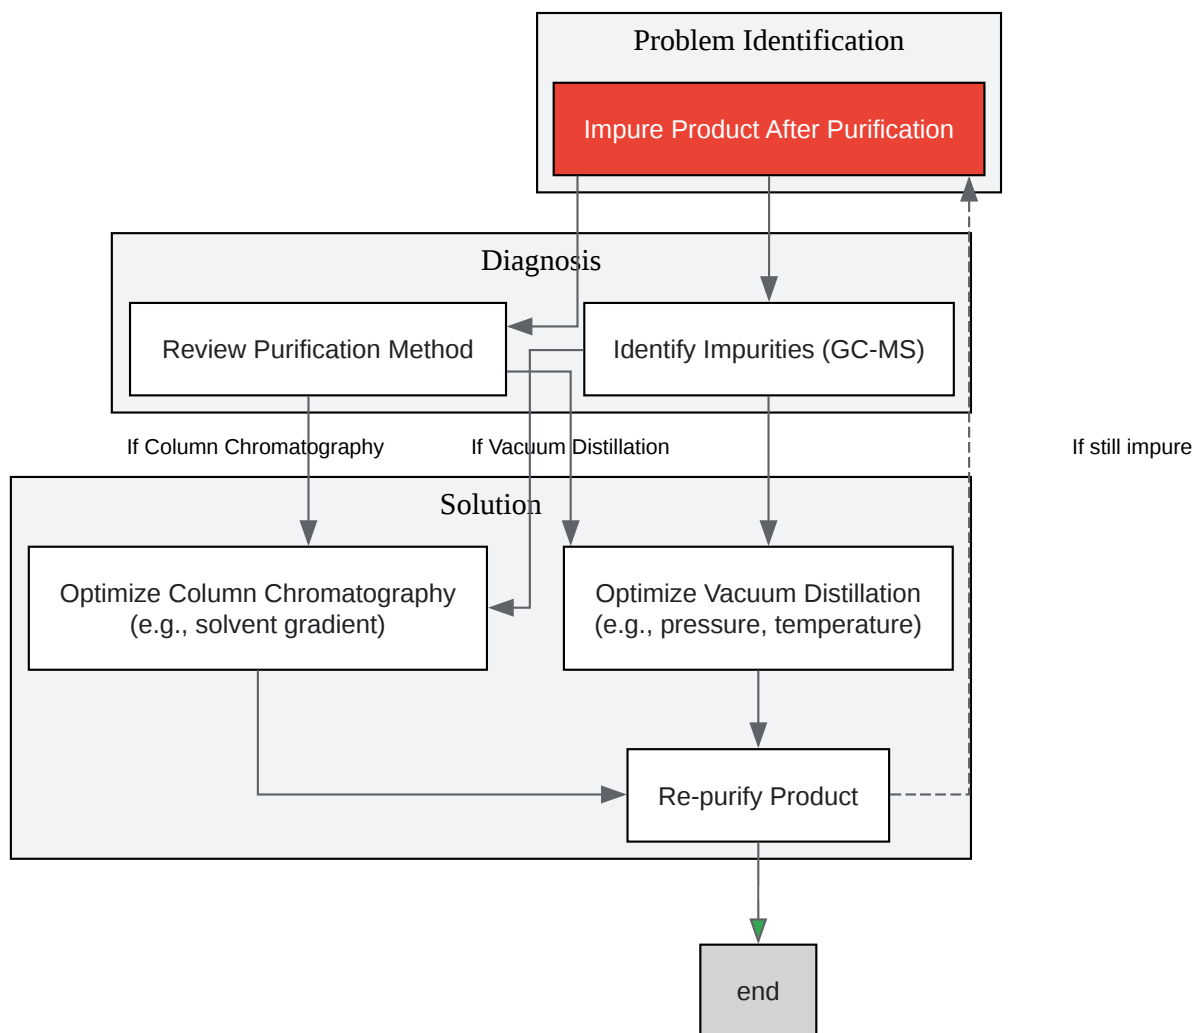 Problem Identification
Impure Product After Purification
Diagnosis
Review Purification Method
Identify Impurities (GC-MS)
If Column Chromatography
If Vacuum Distillation
If still impure
Solution
Optimize Column Chromatography
(e.g., solvent gradient)
Optimize Vacuum Distillation
(e.g., pressure, temperature)
Re-purify Product
end